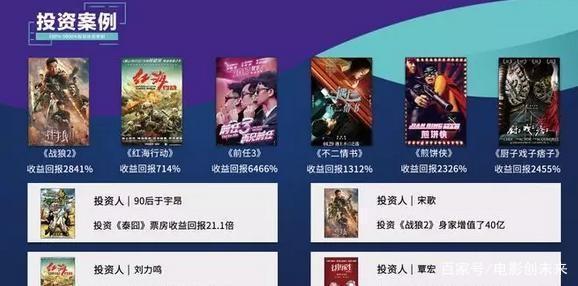 投资案例
《战狼2》
《红海行动》
《前任3》
《不二情书》
《煎饼侠》
《厨子戏子痞子》
收益回报2841%
收益回报714%
收益回报6466%
收益回报1312%
收益回报2326%
收益回报2455%
投资人 | 90后于宇昂
投资《泰囧》票房收益回报21.1倍
投资人 | 宋歌
投资《战狼2》身家增值了40亿
投资人 | 刘力鸣
投资人 | 覃宏
百家号/电影创未来